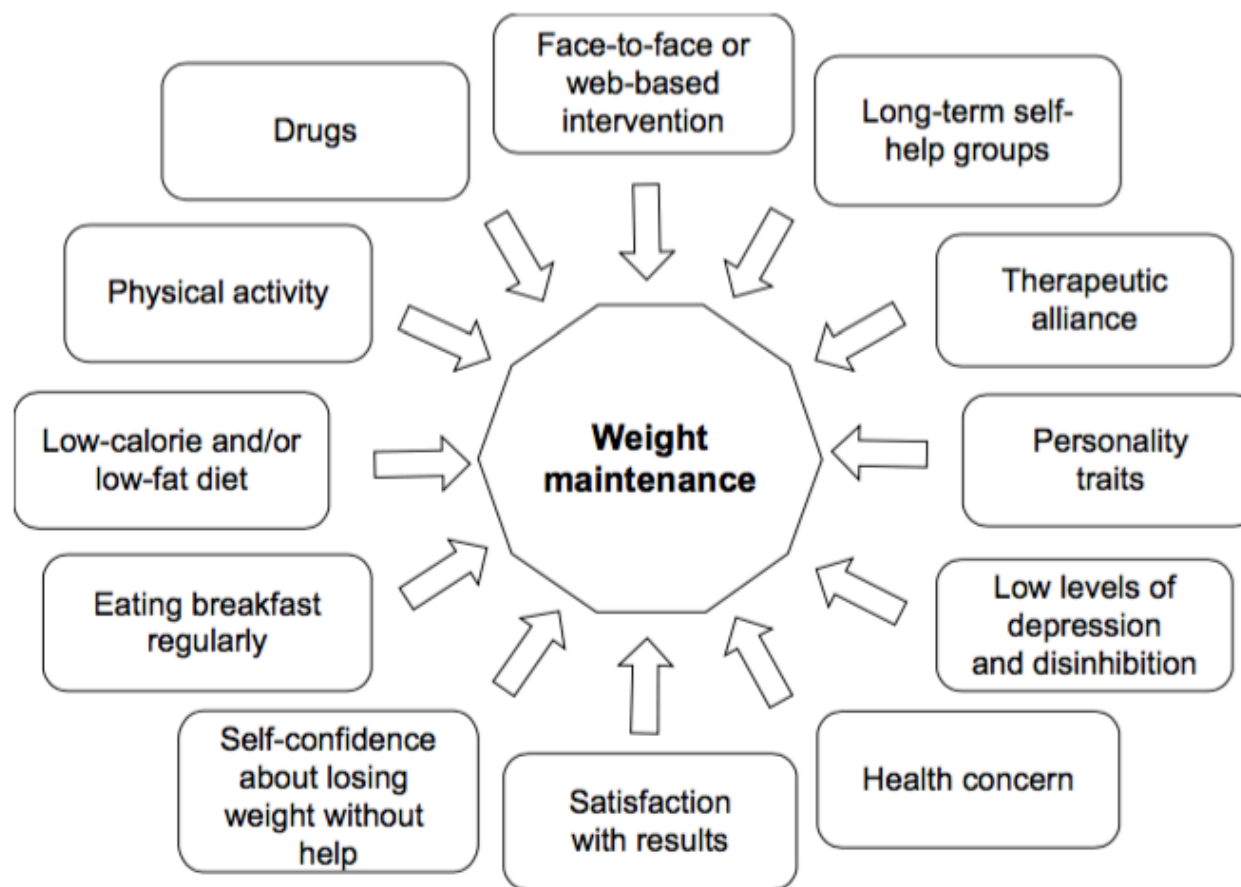 Face-to-face or
web-based
intervention
Long-term self-
help groups
Therapeutic
alliance
Personality
traits
Low levels of
depression
and disinhibition
Health concern
Satisfaction
with results
Self-confidence
about losing
weight without
help
Eating breakfast
regularly
Low-calorie and/or
low-fat diet
Physical activity
Drugs
Weight
maintenance